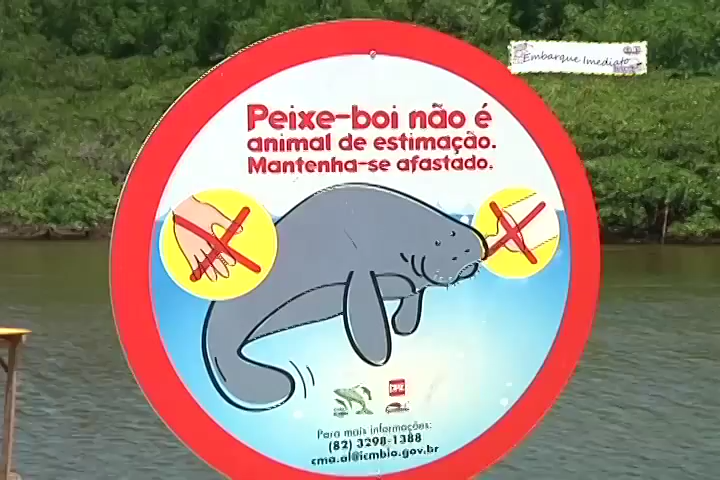 Embarque Imediato
Peixe-boi não é
animal de estimação.
Mantenha-se afastado.
Para mais informações:
(82) 3298-1388
cma.al@icmbio.gov.br